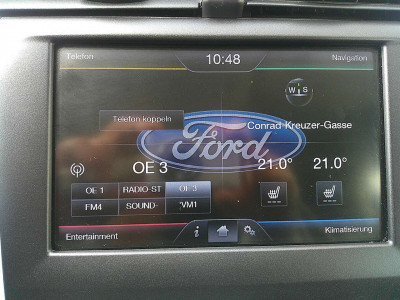 Telefon
10:48
Navigation
W S
Telefon koppeln
Ford
Conrad Kreuzer-Gasse
OE 3
21.0°
21.0°
OE 1
RADIO-ST
OE 3
FM4
SOUND-
°VM1
Entertainment
i
Klimatisierung